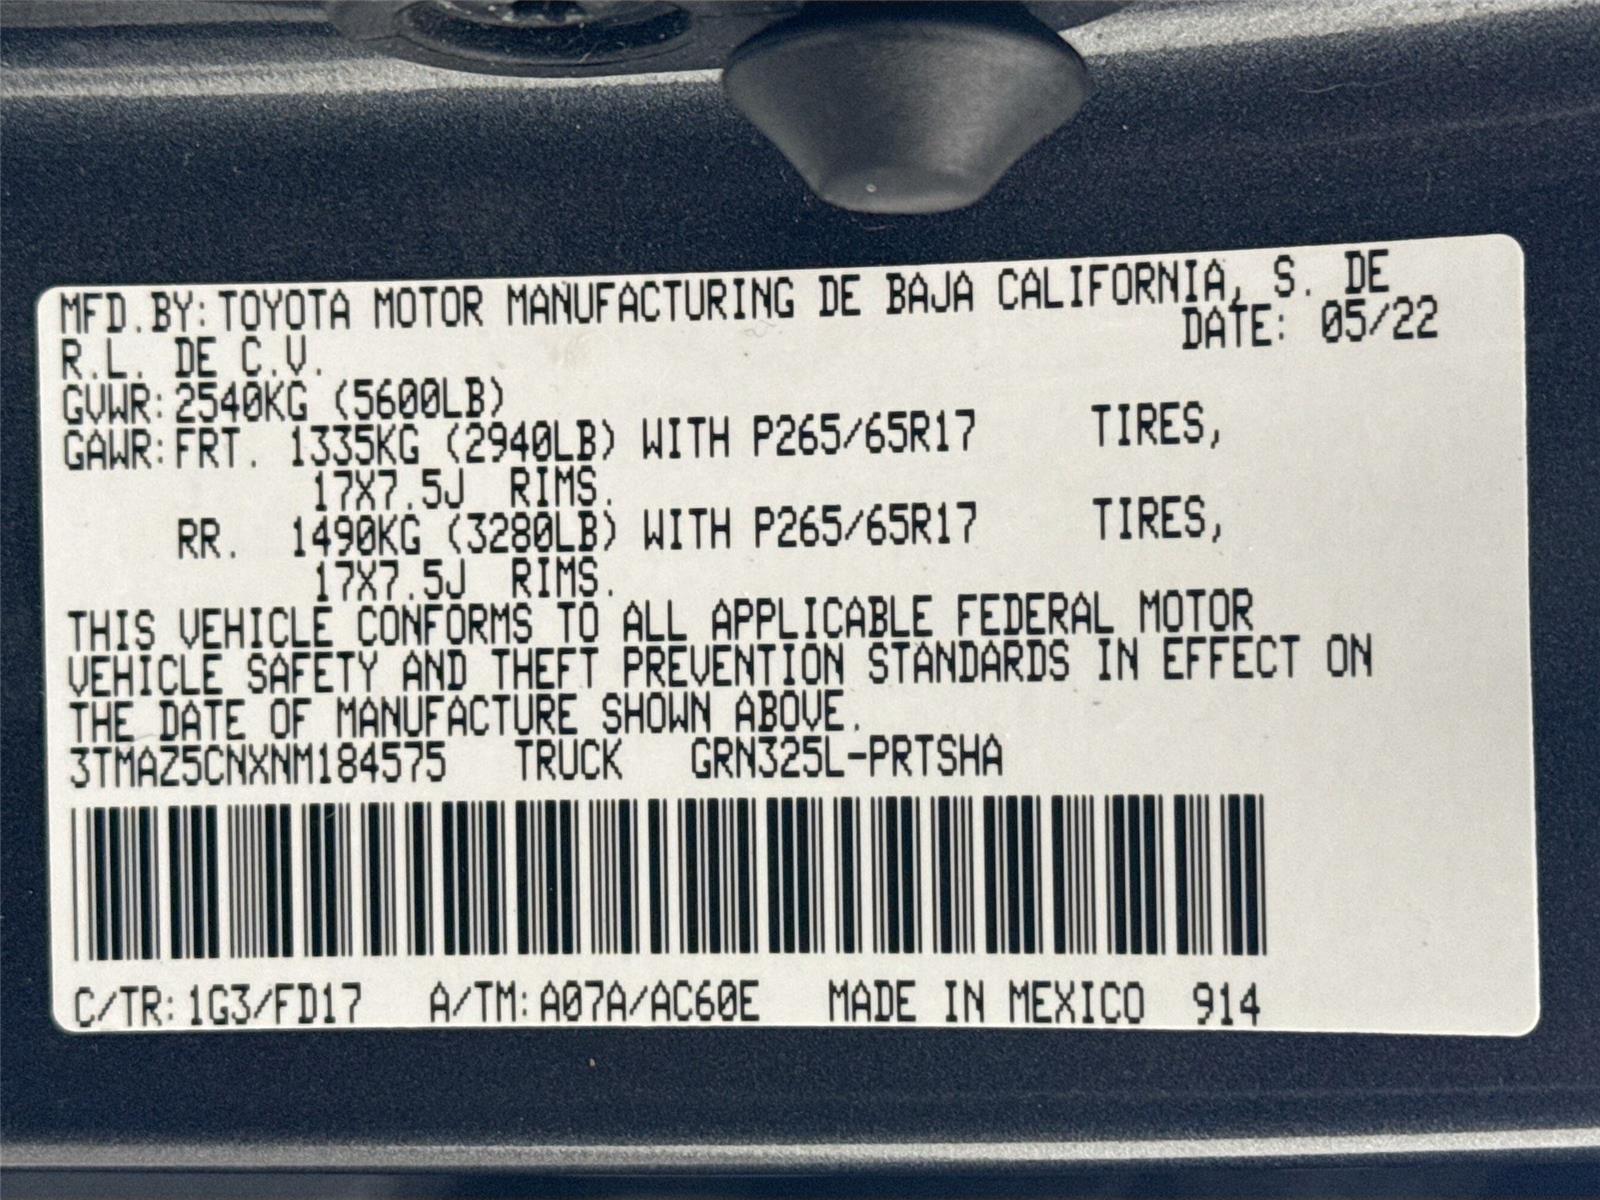 MFD.BY:TOYOTA MOTOR MANUFACTURING DE BAJA CALIFORNIA, S. DE
R.L. DE C.V. DATE: 05/22
GVWR:2540KG (5600LB)
GAWR:FRT. 1335KG (2940LB) WITH P265/65R17 TIRES,
17X7.5J RIMS.
RR. 1490KG (3280LB) WITH P265/65R17 TIRES,
17X7.5J RIMS.
THIS VEHICLE CONFORMS TO ALL APPLICABLE FEDERAL MOTOR
VEHICLE SAFETY AND THEFT PREVENTION STANDARDS IN EFFECT ON
THE DATE OF MANUFACTURE SHOWN ABOVE.
3TMAZ5CNXNM184575 TRUCK GRN325L-PRTSHA
C/TR:1G3/FD17 A/TM:A07A/AC60E MADE IN MEXICO 914